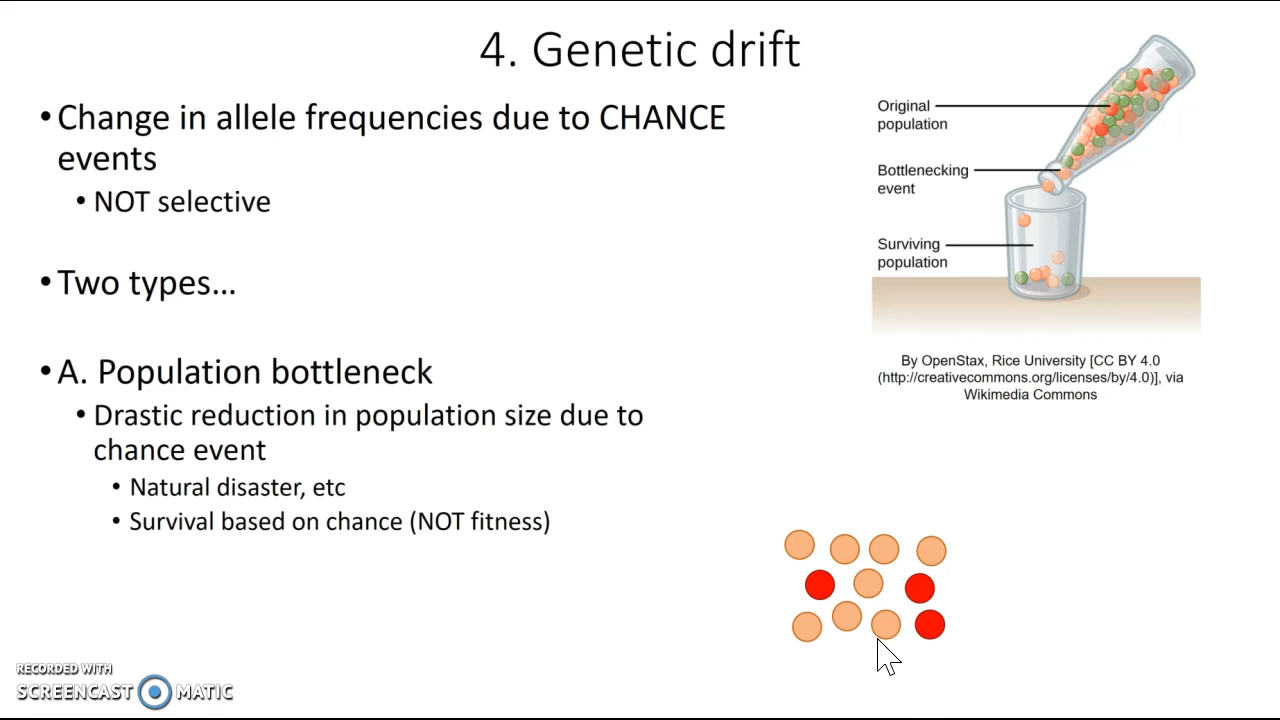 4. Genetic drift
• Change in allele frequencies due to CHANCE
events
• NOT selective
• Two types...
• A. Population bottleneck
• Drastic reduction in population size due to
chance event
• Natural disaster, etc
• Survival based on chance (NOT fitness)
Original
population
Bottlenecking
event
Surviving
population
By OpenStax, Rice University [CC BY 4.0
(http://creativecommons.org/licenses/by/4.0)], via
Wikimedia Commons
RECORDED WITH
SCREENCAST MATIC